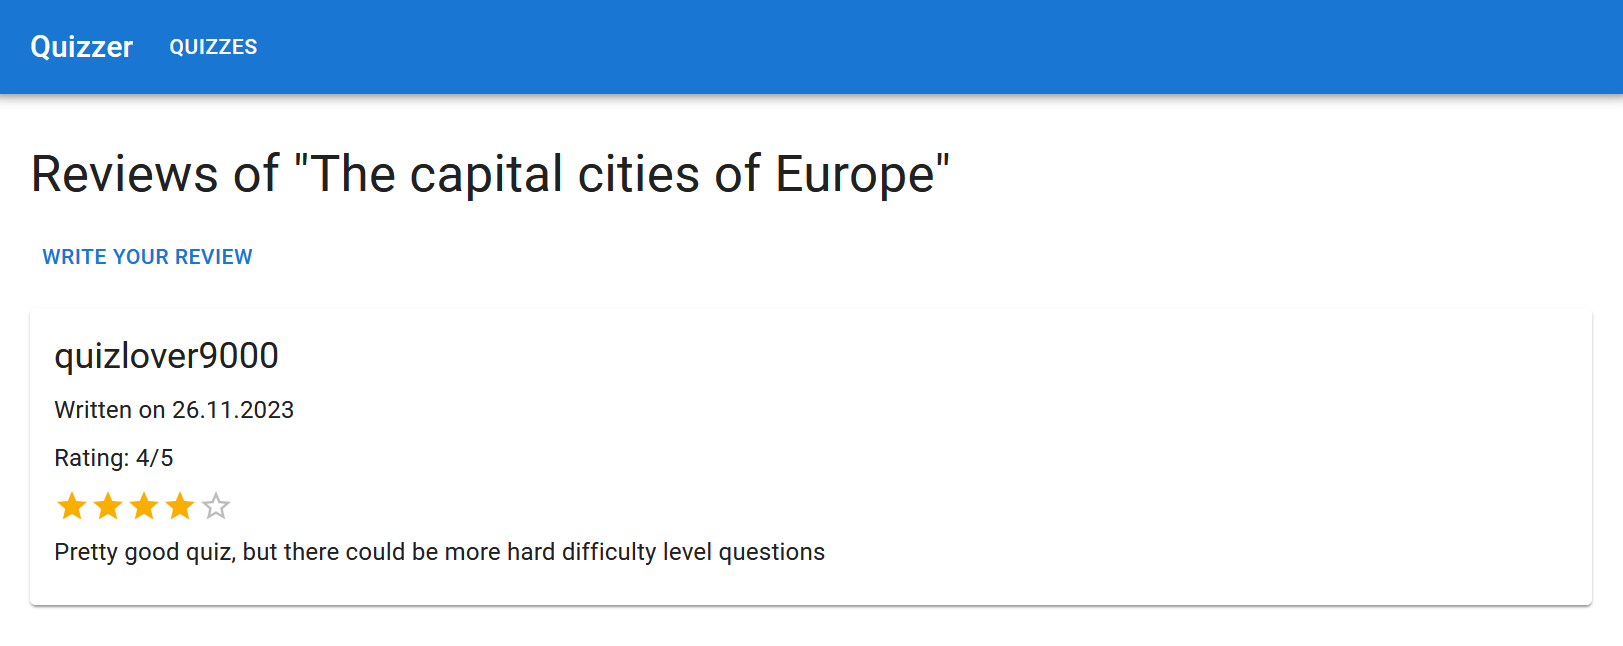 Quizzer QUIZZES
Reviews of "The capital cities of Europe"
WRITE YOUR REVIEW
quizlover9000
Written on 26.11.2023
Rating: 4/5
Pretty good quiz, but there could be more hard difficulty level questions